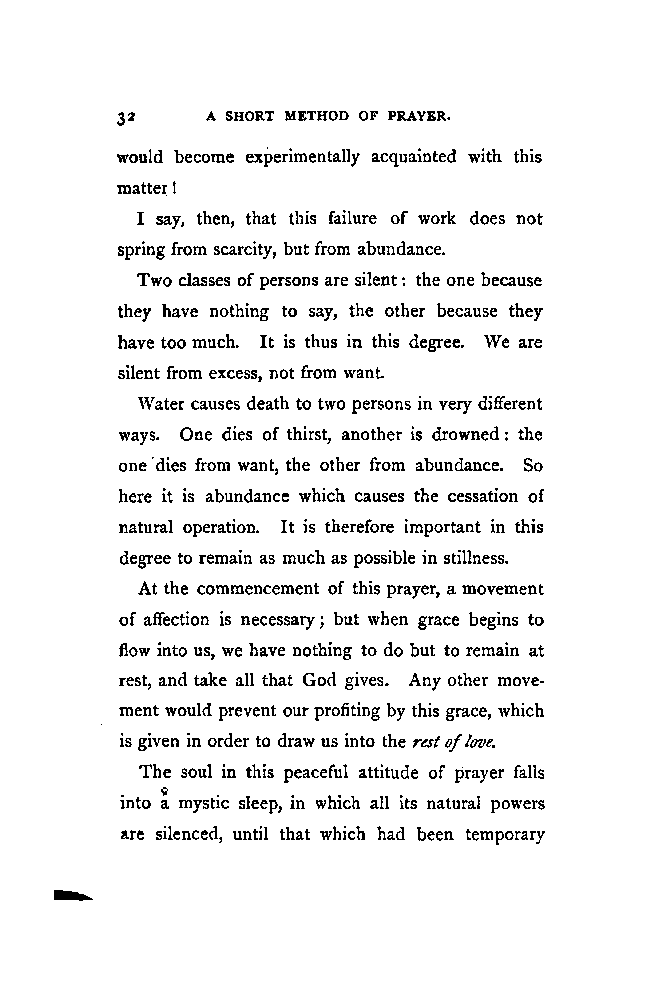 32 A SHORT METHOD OF PRAYER.
would become experimentally acquainted with this
matter !
I say, then, that this failure of work does not
spring from scarcity, but from abundance.
Two classes of persons are silent : the one because
they have nothing to say, the other because they
have too much. It is thus in this degree. We are
silent from excess, not from want.
Water causes death to two persons in very different
ways. One dies of thirst, another is drowned : the
one dies from want, the other from abundance. So
here it is abundance which causes the cessation of
natural operation. It is therefore important in this
degree to remain as much as possible in stillness.
At the commencement of this prayer, a movement
of affection is necessary ; but when grace begins to
flow into us, we have nothing to do but to remain at
rest, and take all that God gives. Any other move-
ment would prevent our profiting by this grace, which
is given in order to draw us into the rest of love.
The soul in this peaceful attitude of prayer falls
into a mystic sleep, in which all its natural powers
are silenced, until that which had been temporary